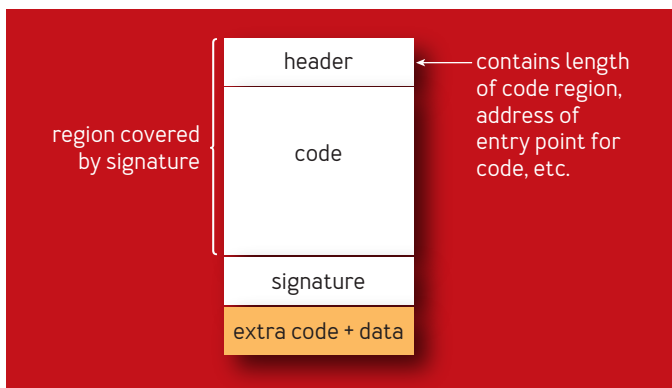 header
contains length
of code region,
address of
entry point for
code, etc.
region covered
by signature
code
signature
extra code + data